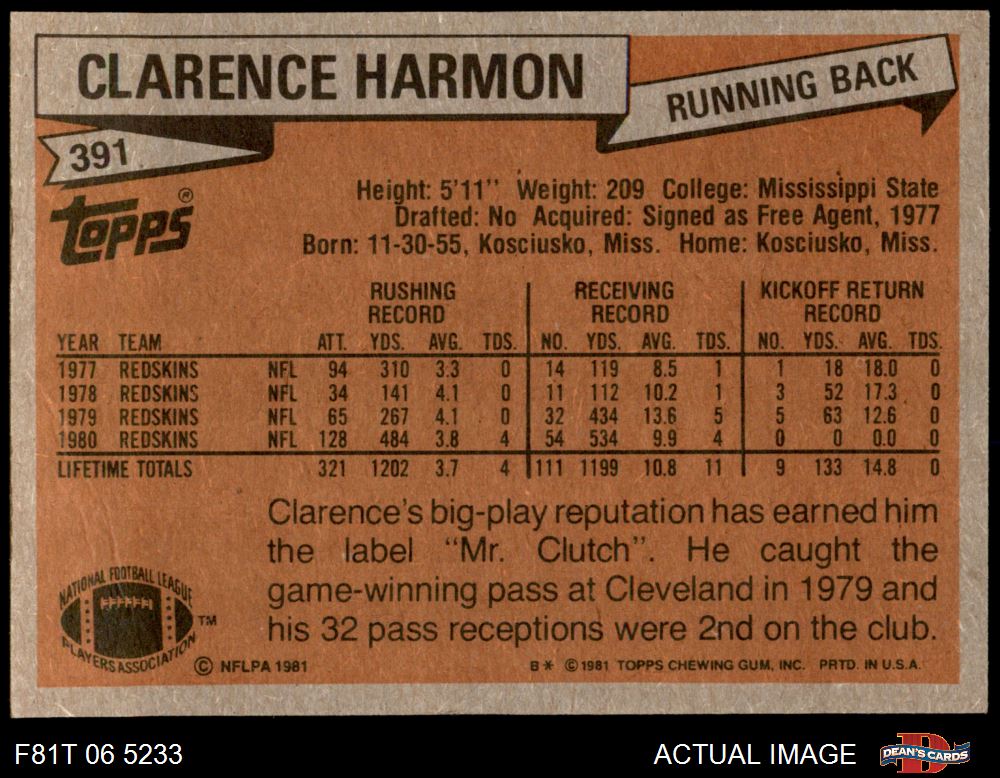 CLARENCE HARMON
RUNNING BACK
391
TOPPS®
Height: 5'11" Weight: 209 College: Mississippi State
Drafted: No Acquired: Signed as Free Agent, 1977
Born: 11-30-55, Kosciusko, Miss. Home: Kosciusko, Miss.
RUSHING RECEIVING KICKOFF RETURN
RECORD RECORD RECORD
YEAR TEAM ATT. YDS. AVG. TDS. NO. YDS. AVG. TDS. NO. YDS. AVG. TDS.
1977 REDSKINS NFL 94 310 3.3 0 14 119 8.5 1 1 18 18.0 0
1978 REDSKINS NFL 34 141 4.1 0 11 112 10.2 1 3 52 17.3 0
1979 REDSKINS NFL 65 267 4.1 0 32 434 13.6 5 5 63 12.6 0
1980 REDSKINS NFL 128 484 3.8 4 54 534 9.9 4 0 0 0.0 0
LIFETIME TOTALS 321 1202 3.7 4 111 1199 10.8 11 9 133 14.8 0
Clarence's big-play reputation has earned him
the label "Mr. Clutch". He caught the
game-winning pass at Cleveland in 1979 and
his 32 pass receptions were 2nd on the club.
NATIONAL FOOTBALL LEAGUE
PLAYERS ASSOCIATION
TM
© NFLPA 1981
B* © 1981 TOPPS CHEWING GUM, INC. PRTD. IN U.S.A.
F81T 06 5233
ACTUAL IMAGE
D
DEAN'S CARDS